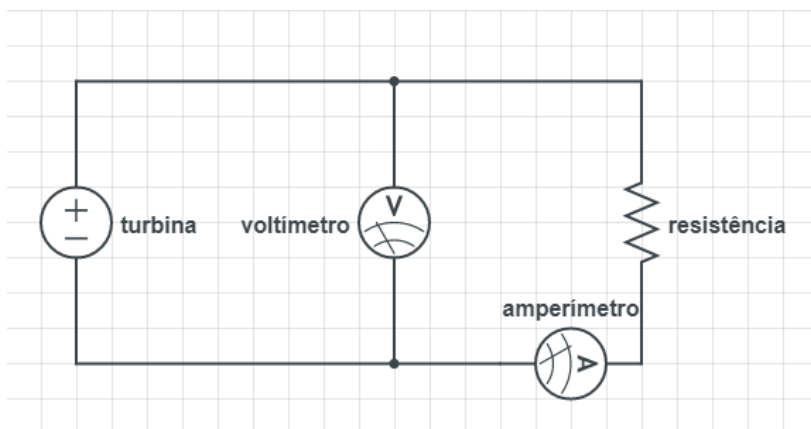 +
V
−
turbina
voltímetro
resistência
amperímetro
A